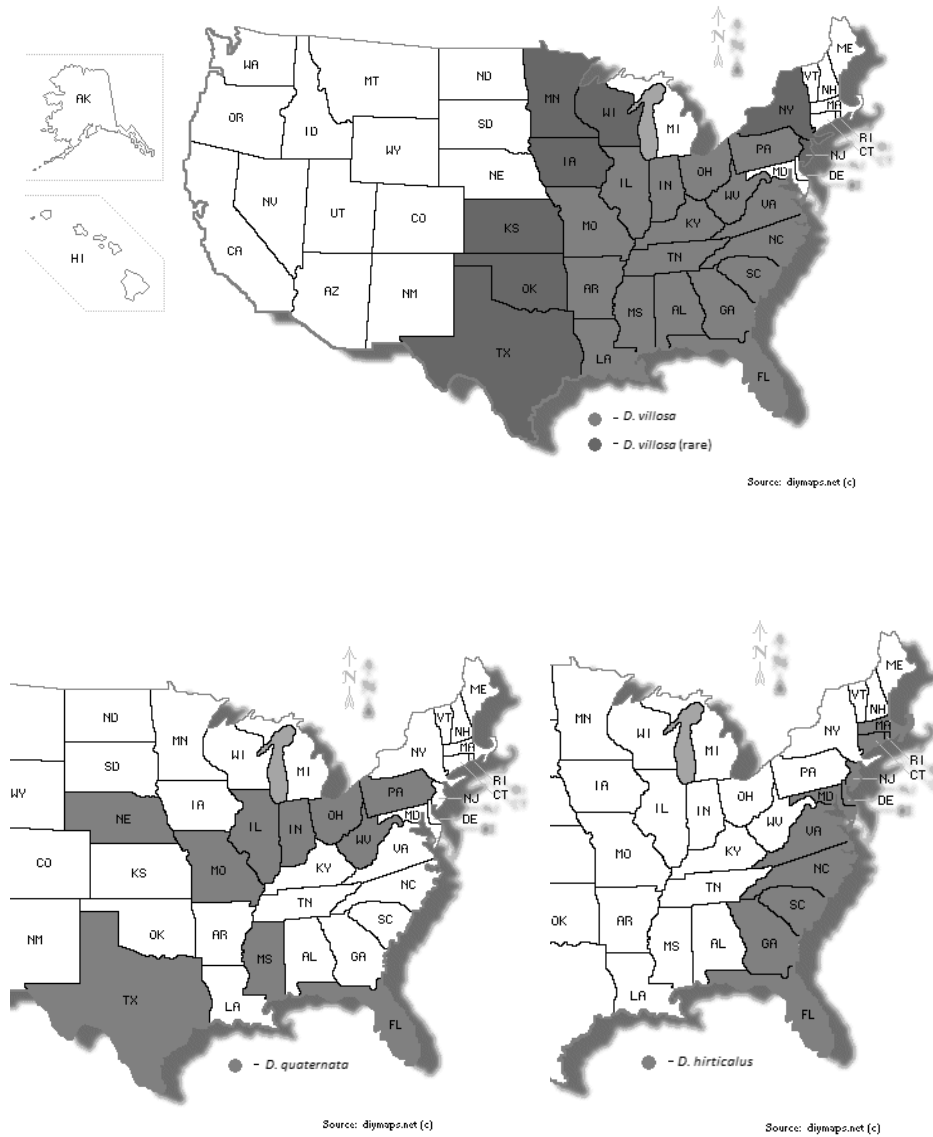 N
ME
WA
MT
ND
MN
VT
NH
MA
OR
ID
SD
WI
MI
NY
RI
CT
AK
WY
IA
PA
NJ
NE
IL
IN
OH
MD
DE
NV
UT
CO
WV
VA
HI
CA
KS
MO
KY
NC
TN
AZ
NM
OK
AR
SC
MS
AL
GA
TX
LA
FL
- D. villosa
- D. villosa (rare)
Source: diymaps.net (c)
N
ME
ND
MN
VT
NH
MA
SD
WI
MI
NY
RI
CT
WY
IA
PA
NJ
NE
IL
IN
OH
MD
DE
CO
KS
MO
WV
VA
KY
NC
TN
NM
OK
AR
SC
MS
AL
GA
TX
LA
FL
- D. quaternata
Source: diymaps.net (c)
N
ME
MN
VT
NH
MA
WI
MI
NY
RI
CT
IA
PA
NJ
IL
IN
OH
MD
DE
MO
WV
VA
KY
NC
TN
OK
AR
SC
MS
AL
GA
LA
FL
- D. hirticalus
Source: diymaps.net (c)